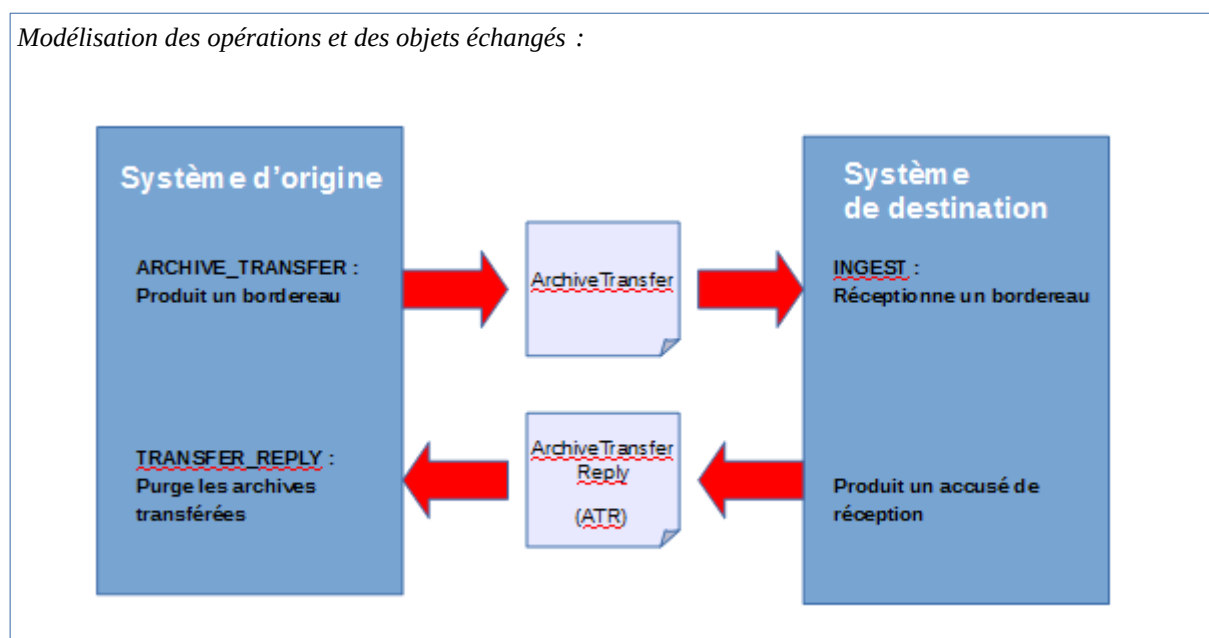 Modélisation des opérations et des objets échangés :
Système d'origine
ARCHIVE_TRANSFER :
Produit un bordereau
TRANSFER_REPLY :
Purge les archives
transférées
ArchiveTransfer
ArchiveTransfer
Reply
(ATR)
Système
de destination
INGEST :
Réceptionne un bordereau
Produit un accusé de
réception